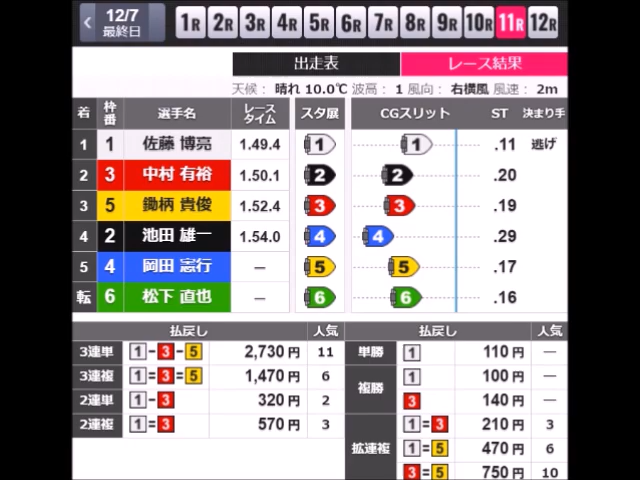 12/7
最終日
1R 2R 3R 4R 5R 6R 7R 8R 9R 10R 11R 12R
出走表 レース結果
天候： 晴れ 10.0℃ 波高： 1 風向： 右横風 風速： 2m
着 枠番 選手名 レースタイム スタ展 CGスリット ST 決まり手
1 1 佐藤 博亮 1.49.4 1 1 .11 逃げ
2 3 中村 有裕 1.50.1 2 2 .20
3 5 鋤柄 貴俊 1.52.4 3 3 .19
4 2 池田 雄一 1.54.0 4 4 .29
5 4 岡田 憲行 — 5 5 .17
転 6 松下 直也 — 6 6 .16
払戻し 人気 払戻し 人気
3連単 1-3-5 2,730円 11 単勝 1 110円 —
3連複 1=3=5 1,470円 6 複勝 1 100円 —
2連単 1-3 320円 2 3 140円 —
2連複 1=3 570円 3 拡連複 1=3 210円 3
1=5 470円 6
3=5 750円 10